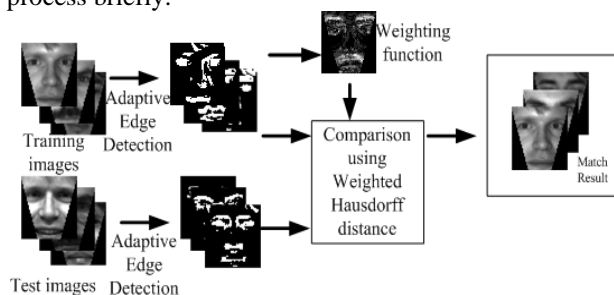 process briefly.
Weighting
function
Adaptive
Edge
Detection
Training
images
Comparison
using
Weighted
Hausdorff
distance
Match
Result
Adaptive
Edge
Detection
Test images